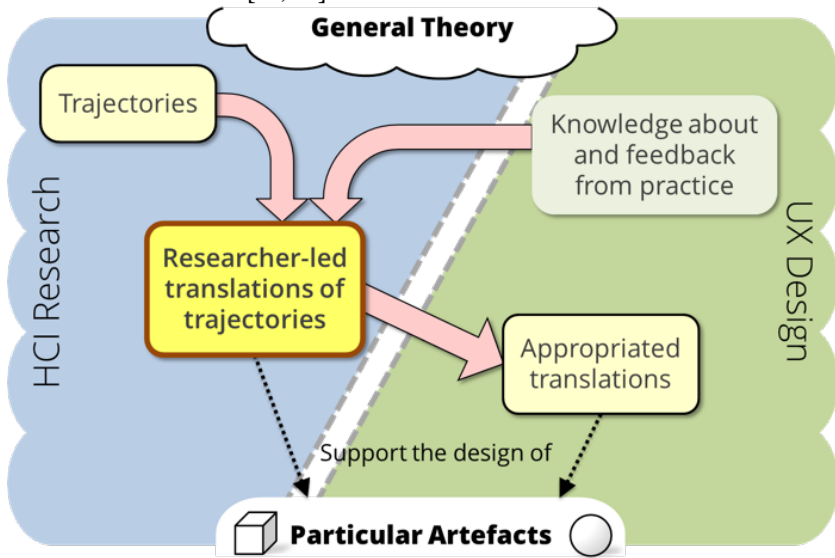 General Theory
Trajectories
Knowledge about
and feedback
from practice
HCI Research
UX Design
Researcher-led
translations of
trajectories
Appropriated
translations
Support the design of
Particular Artefacts